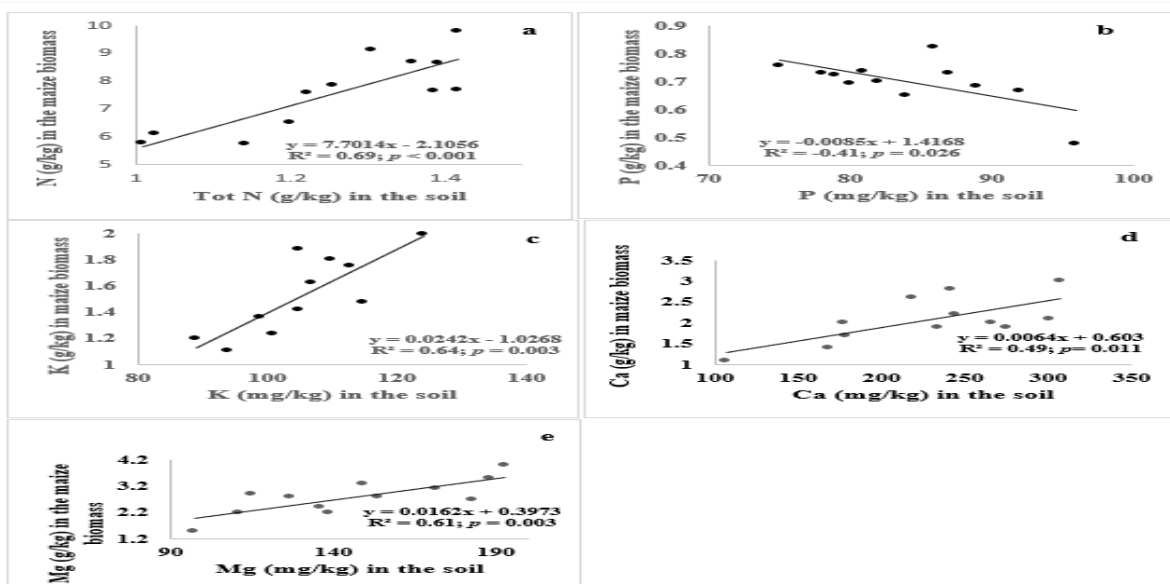 a
N (g/kg) in the maize biomass
10
9
8
7
6
5
y = 7.7014x - 2.1056
R² = 0.69; p < 0.001
1
1.2
1.4
Tot N (g/kg) in the soil
b
P (g/kg) in the maize biomass
0.9
0.8
0.7
0.6
0.5
0.4
y = -0.0085x + 1.4168
R² = -0.41; p = 0.026
70
80
90
100
P (mg/kg) in the soil
c
K (g/kg) in maize biomass
2
1.8
1.6
1.4
1.2
1
y = 0.0242x - 1.0268
R² = 0.64; p = 0.003
80
100
120
140
K (mg/kg) in the soil
d
Ca (g/kg) in maize biomass
3.5
3
2.5
2
1.5
1
y = 0.0064x + 0.603
R² = 0.49; p = 0.011
100
150
200
250
300
350
Ca (mg/kg) in the soil
e
Mg (g/kg) in the maize
biomass
4.2
3.2
2.2
1.2
y = 0.0162x + 0.3973
R² = 0.61; p = 0.003
90
140
190
Mg (mg/kg) in the soil